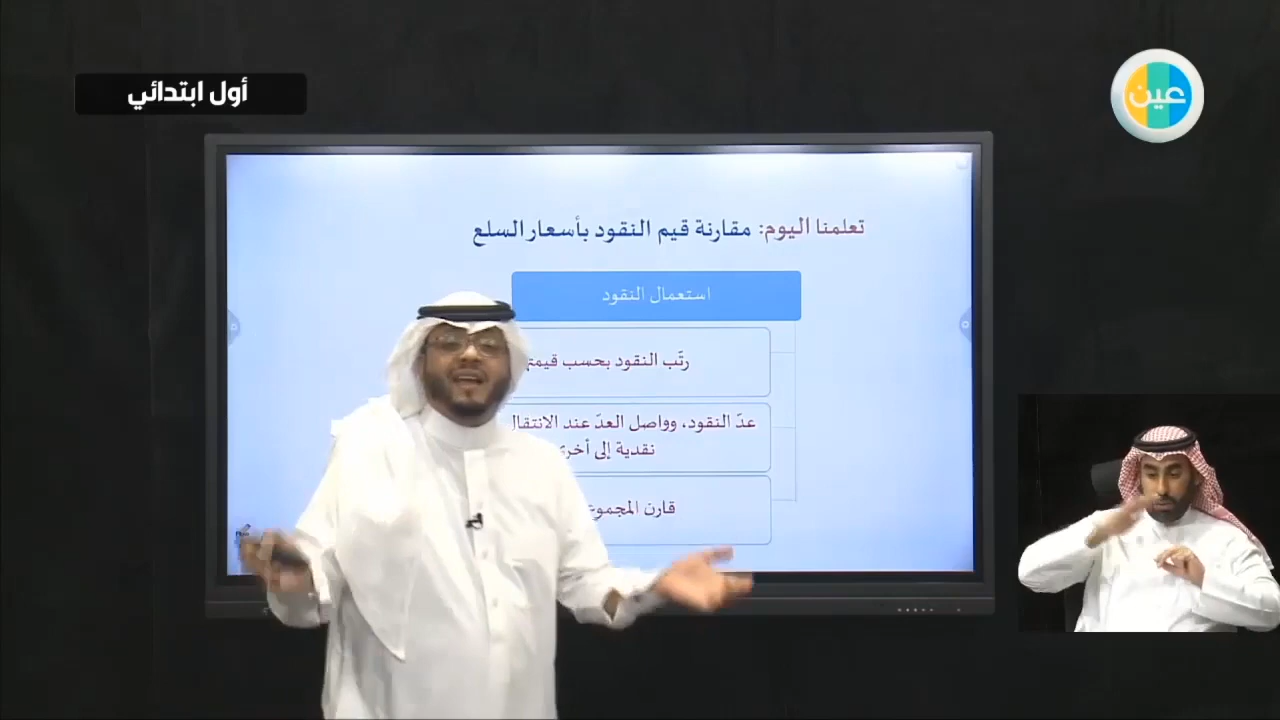 أول ابتدائي
عين
تعلمنا اليوم: مقارنة قيم النقود بأسعار السلع
استعمال النقود
رتّب النقود بحسب
عدّ النقود، وواصل العدّ عند الانتقال
نقدية إلى
قارن